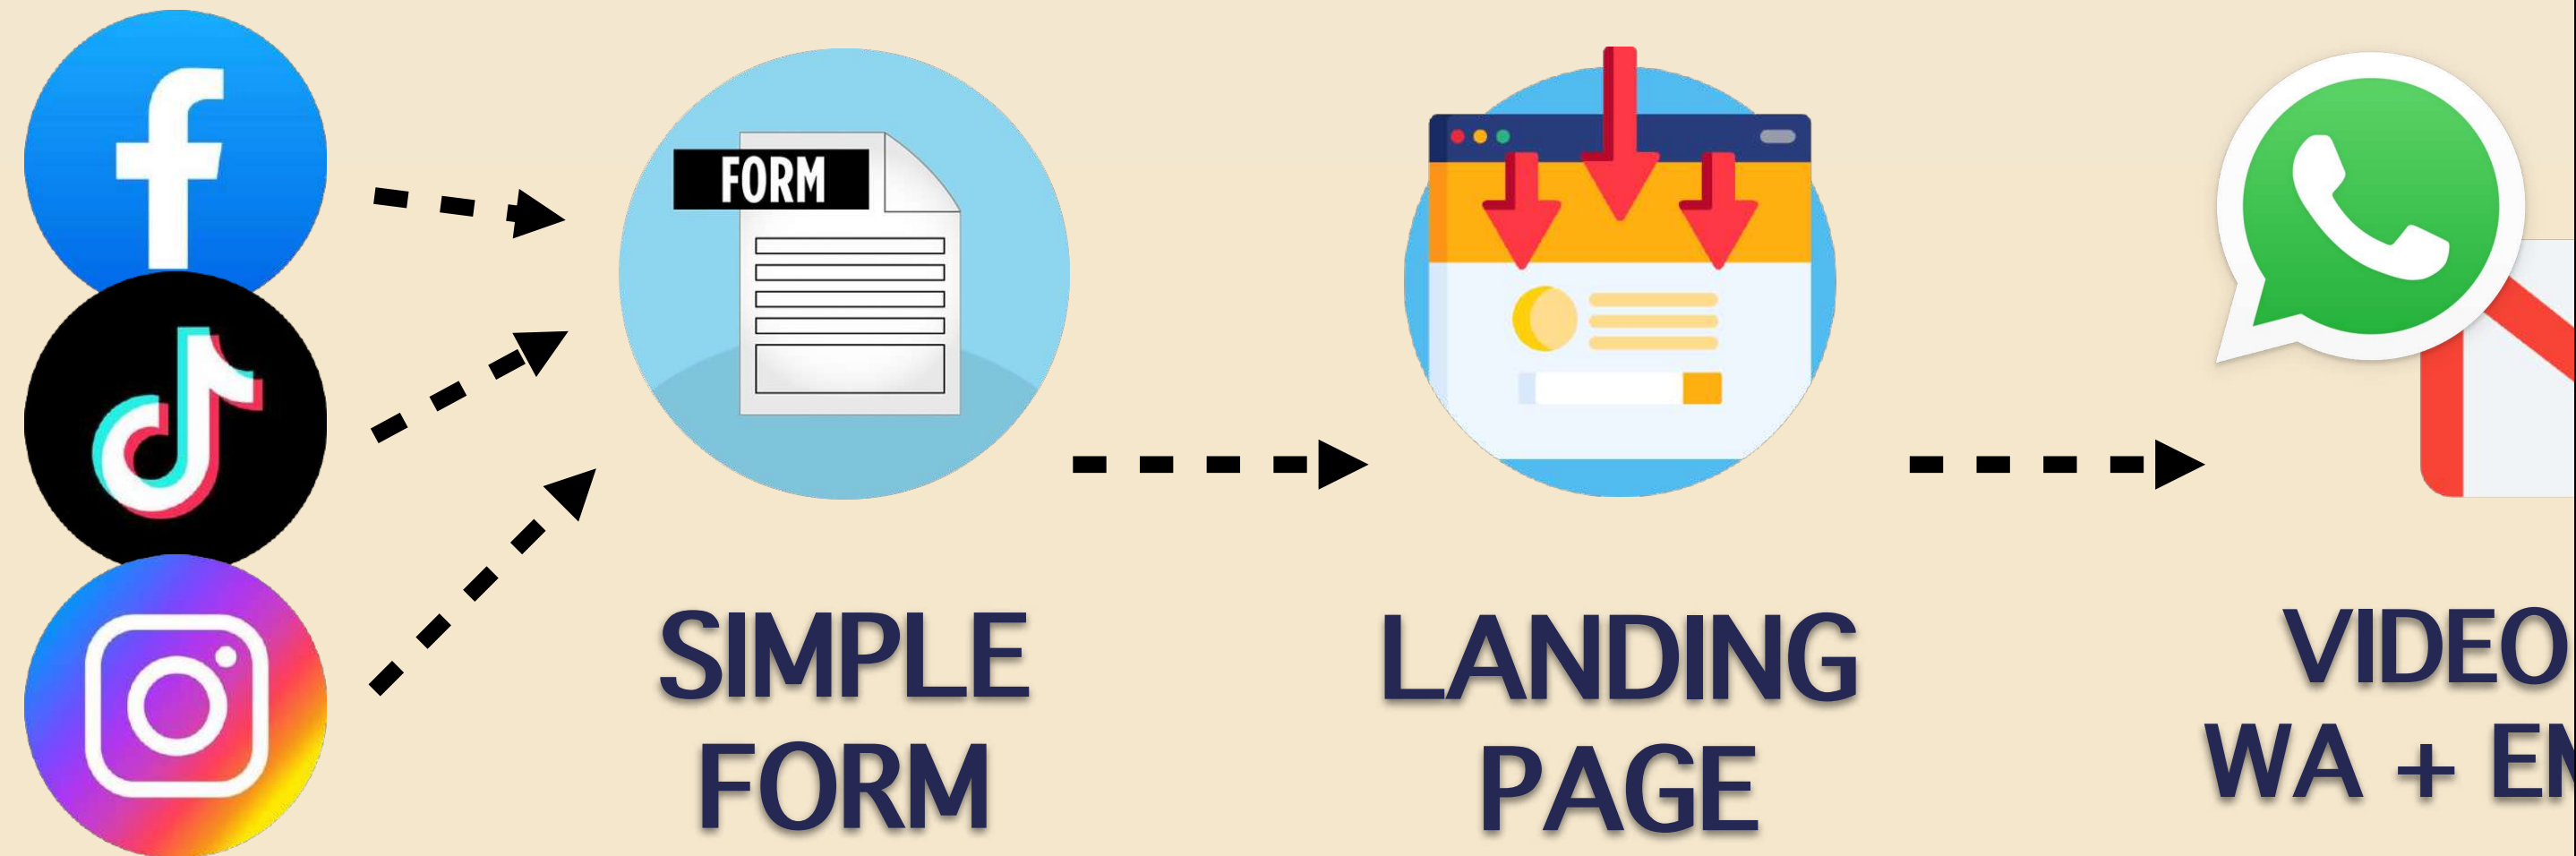 FORM
SIMPLE
FORM
LANDING
PAGE
VIDEO
WA +